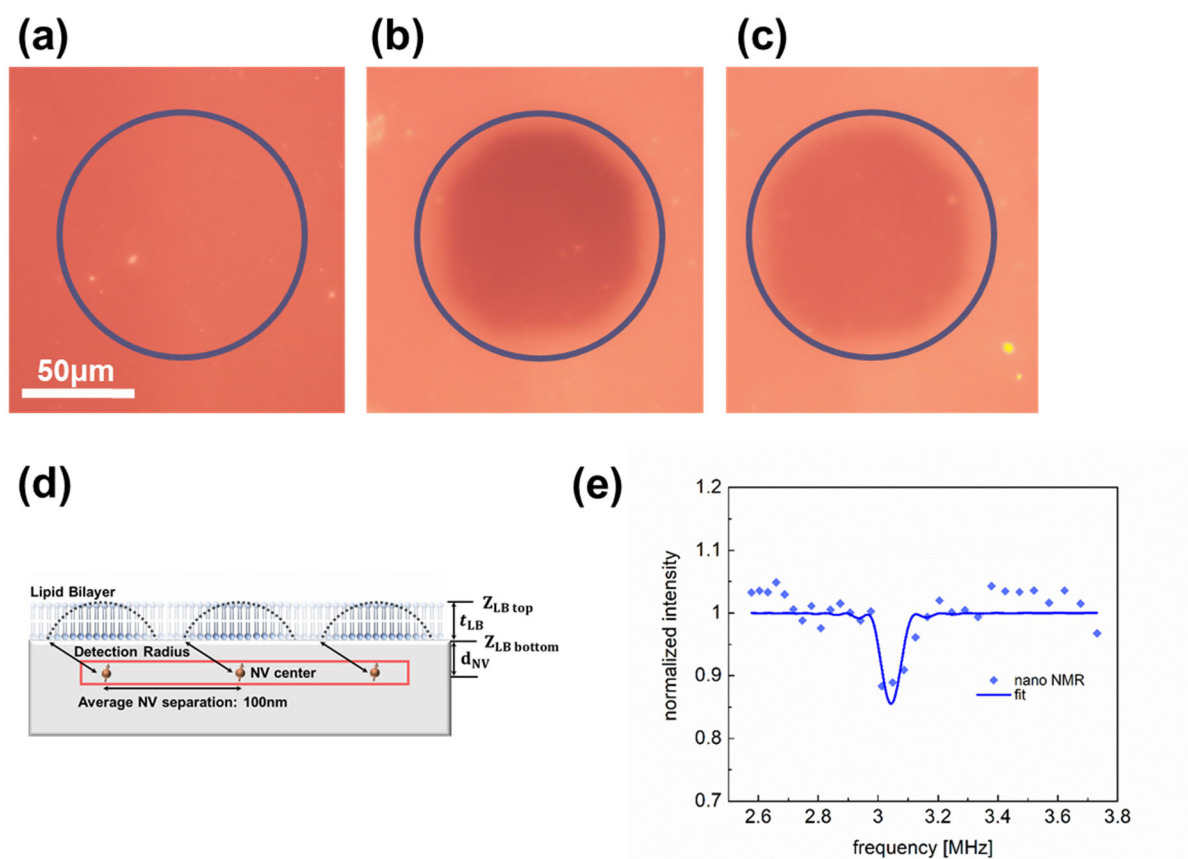 (a)
(b)
(c)
50µm
(d)
Lipid Bilayer
Z_LB top
t_LB
Z_LB bottom
Detection Radius
d_NV
NV center
Average NV separation: 100nm
(e)
1.2
1.1
1.0
0.9
0.8
0.7
normalized intensity
nano NMR
fit
2.6 2.8 3 3.2 3.4 3.6 3.8
frequency [MHz]